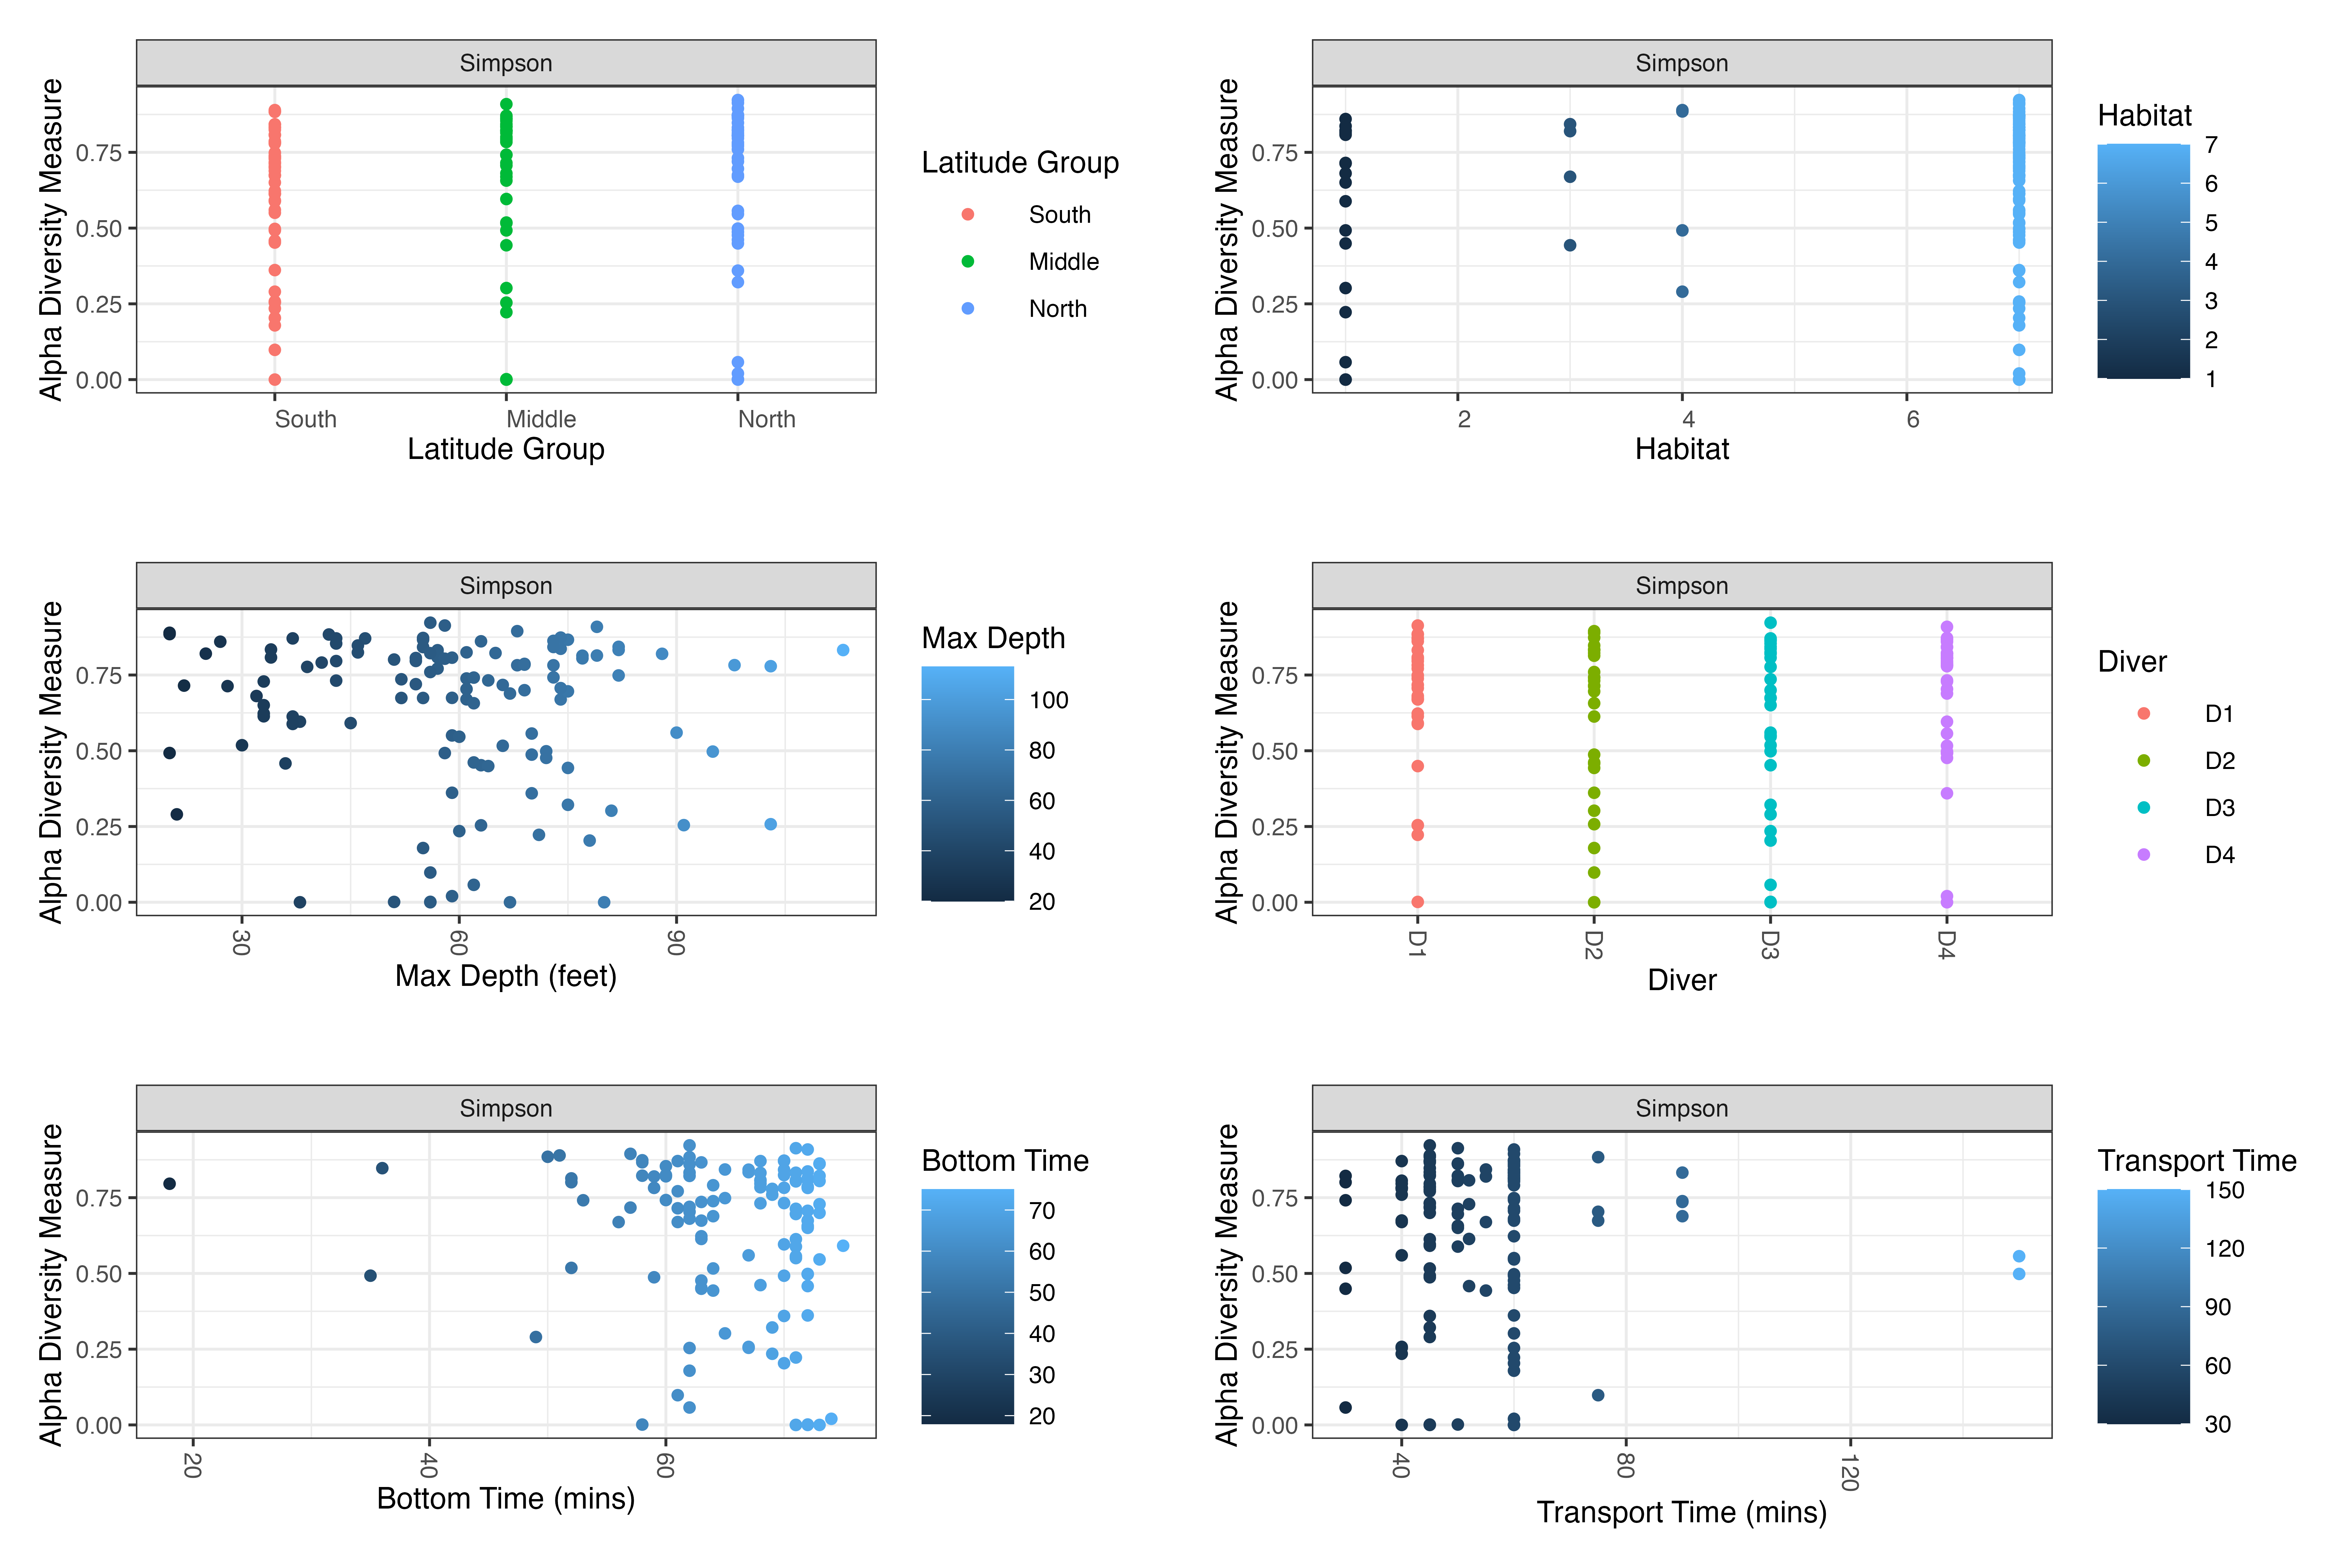 Simpson
Alpha Diversity Measure
0.75
0.50
0.25
0.00
South
Middle
North
Latitude Group
Latitude Group
South
Middle
North
Simpson
Alpha Diversity Measure
0.75
0.50
0.25
0.00
2
4
6
Habitat
Habitat
7
6
5
4
3
2
1
Simpson
Alpha Diversity Measure
0.75
0.50
0.25
0.00
30
60
90
Max Depth (feet)
Max Depth
100
80
60
40
20
Simpson
Alpha Diversity Measure
0.75
0.50
0.25
0.00
D1
D2
D3
D4
Diver
Diver
D1
D2
D3
D4
Simpson
Alpha Diversity Measure
0.75
0.50
0.25
0.00
20
40
60
Bottom Time (mins)
Bottom Time
70
60
50
40
30
20
Simpson
Alpha Diversity Measure
0.75
0.50
0.25
0.00
40
80
120
Transport Time (mins)
Transport Time
150
120
90
60
30